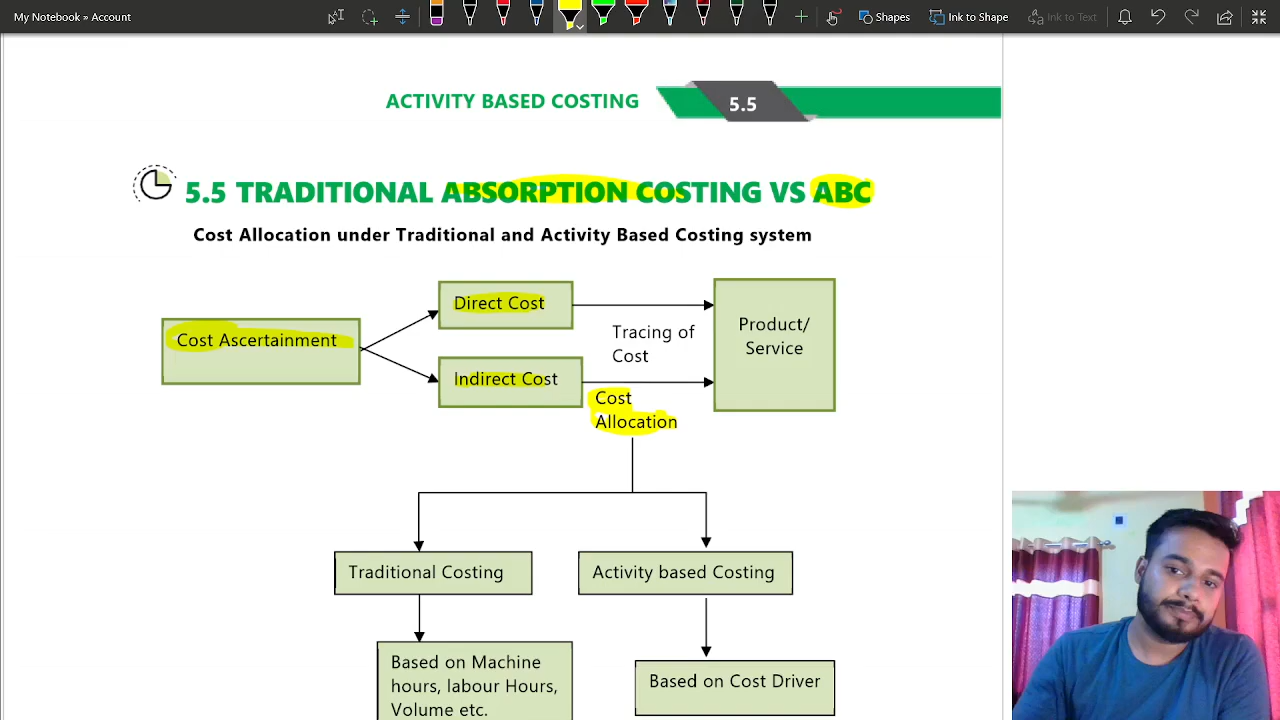 My Notebook » Account
Shapes
Ink to Shape
Ink to Text
ACTIVITY BASED COSTING
5.5
5.5 TRADITIONAL ABSORPTION COSTING VS ABC
Cost Allocation under Traditional and Activity Based Costing system
Cost Ascertainment
Direct Cost
Indirect Cost
Tracing of
Cost
Cost
Allocation
Product/
Service
Traditional Costing
Activity based Costing
Based on Machine
hours, labour Hours,
Volume etc.
Based on Cost Driver